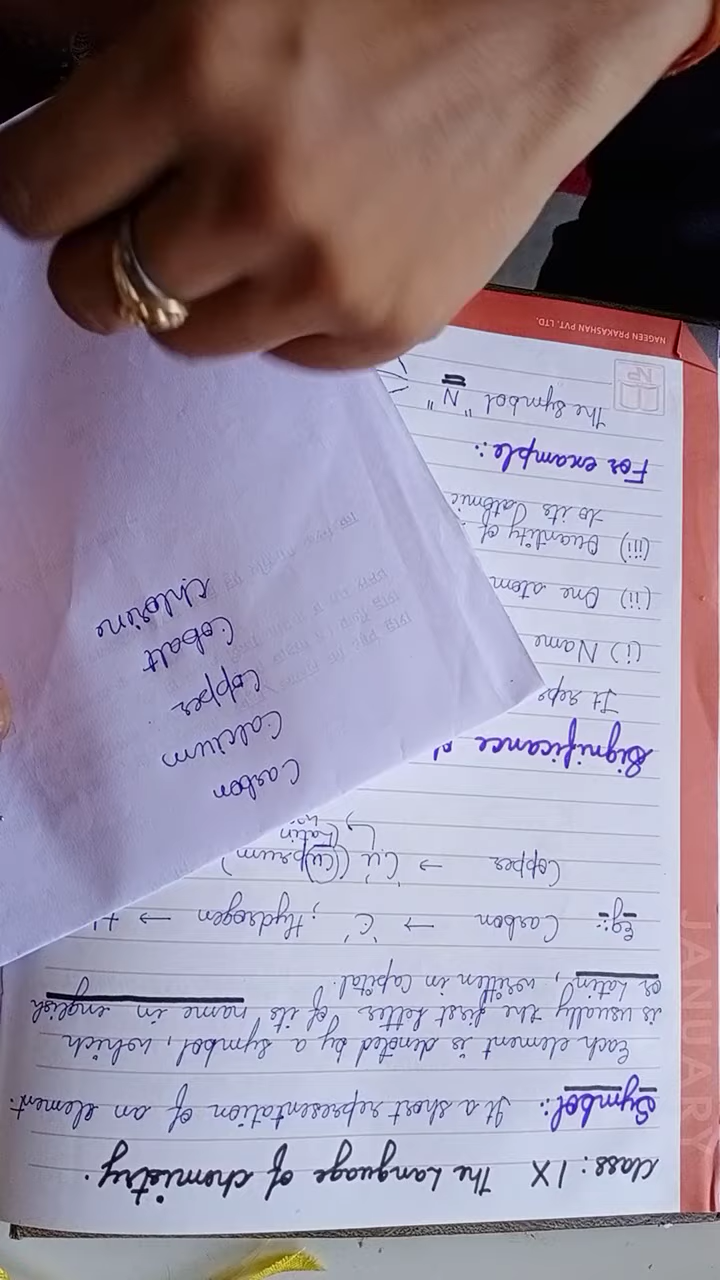 Class: IX The Language of chemistry.
Symbol:- It a short representation of an element.
Each element is denoted by a symbol, which
is usually the first letter of its name in english
or Latin, written in Capital.
Eg:- Carbon → 'C' ; Hydrogen → 'H'
Copper → 'Cu' (Cuprium)
(Latin
Significance
It repe
(i) Name
(ii) One atom
(iii) Quantity of
to its (atomic
For example:-
The symbol "N"
Carbon
Calcium
Copper
Cobalt
Chlorine
JANUARY
NP
NAGEEN PRAKASHAN PVT. LTD.